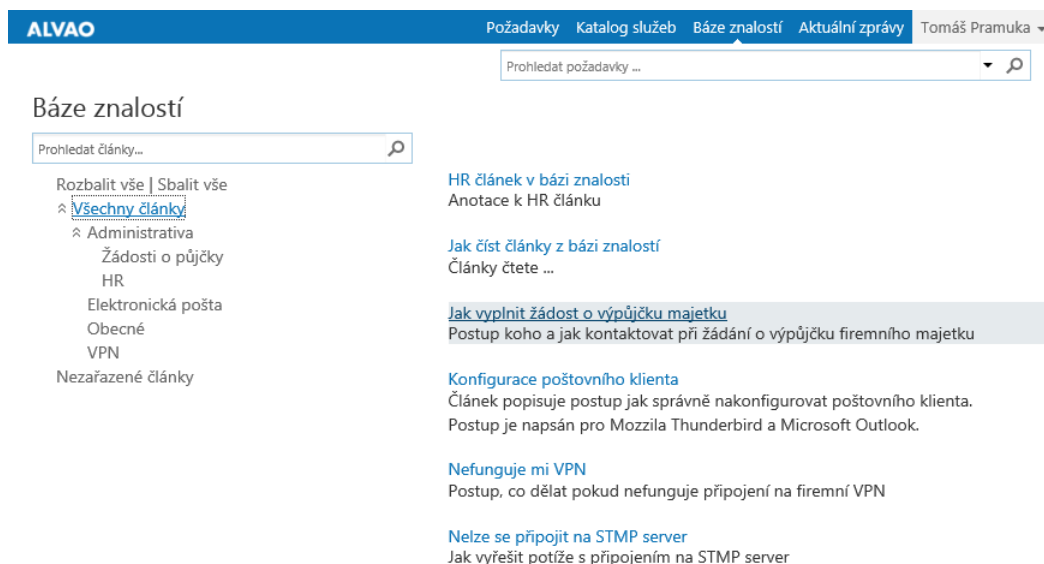 ALVAO
Požadavky Katalog služeb Báze znalostí Aktuální zprávy Tomáš Pramuka
Prohledat požadavky ...
Báze znalostí
Prohledat články...
Rozbalit vše | Sbalit vše
Všechny články
Administrativa
Žádosti o půjčky
HR
Elektronická pošta
Obecné
VPN
Nezařazené články
HR článek v bázi znalosti
Anotace k HR článku
Jak číst články z bázi znalostí
Články čtete ...
Jak vyplnit žádost o výpůjčku majetku
Postup koho a jak kontaktovat při žádání o výpůjčku firemního majetku
Konfigurace poštovního klienta
Článek popisuje postup jak správně nakonfigurovat poštovního klienta.
Postup je napsán pro Mozzila Thunderbird a Microsoft Outlook.
Nefunguje mi VPN
Postup, co dělat pokud nefunguje připojení na firemní VPN
Nelze se připojit na STMP server
Jak vyřešit potíže s připojením na STMP server